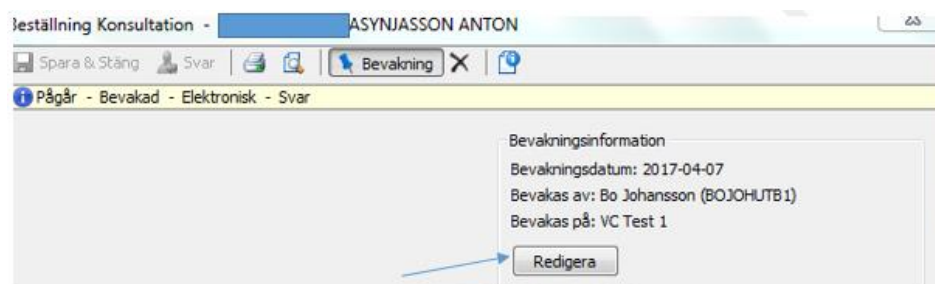 Beställning Konsultation - ASYNJASSON ANTON
Spara & Stäng Svar Bevakning
Pågår - Bevakad - Elektronisk - Svar
Bevakningsinformation
Bevakningsdatum: 2017-04-07
Bevakas av: Bo Johansson (BOJOHUTB1)
Bevakas på: VC Test 1
Redigera